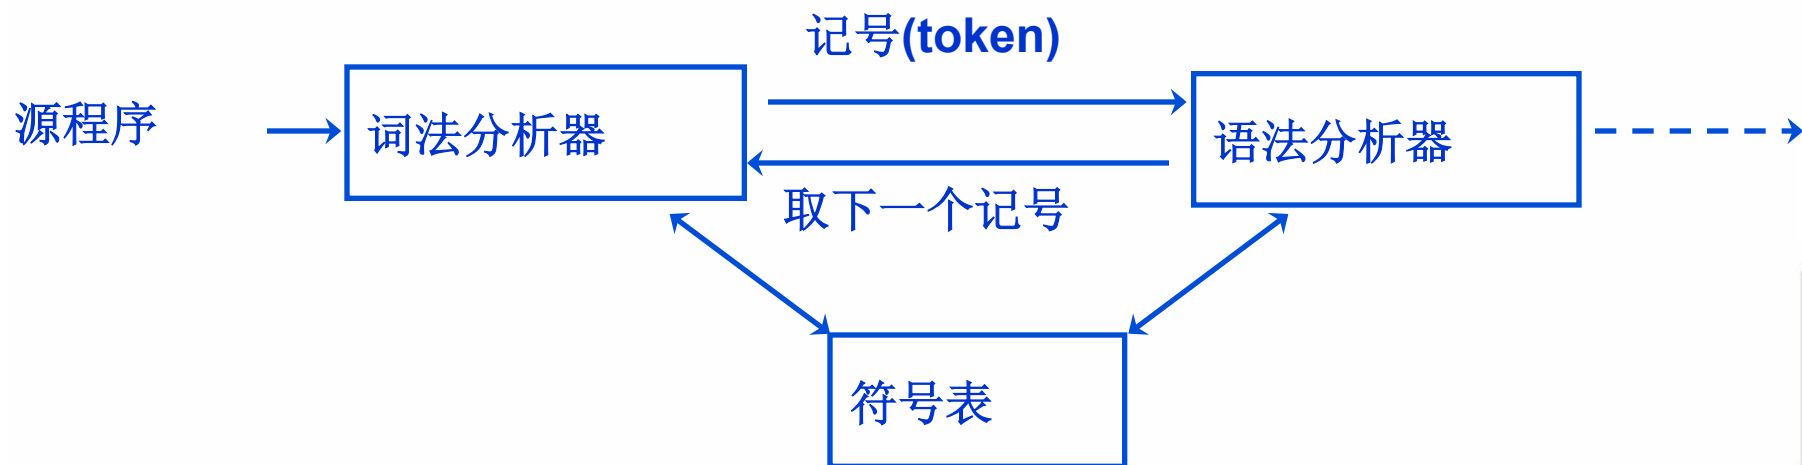 记号(token)
源程序
词法分析器
语法分析器
取下一个记号
符号表